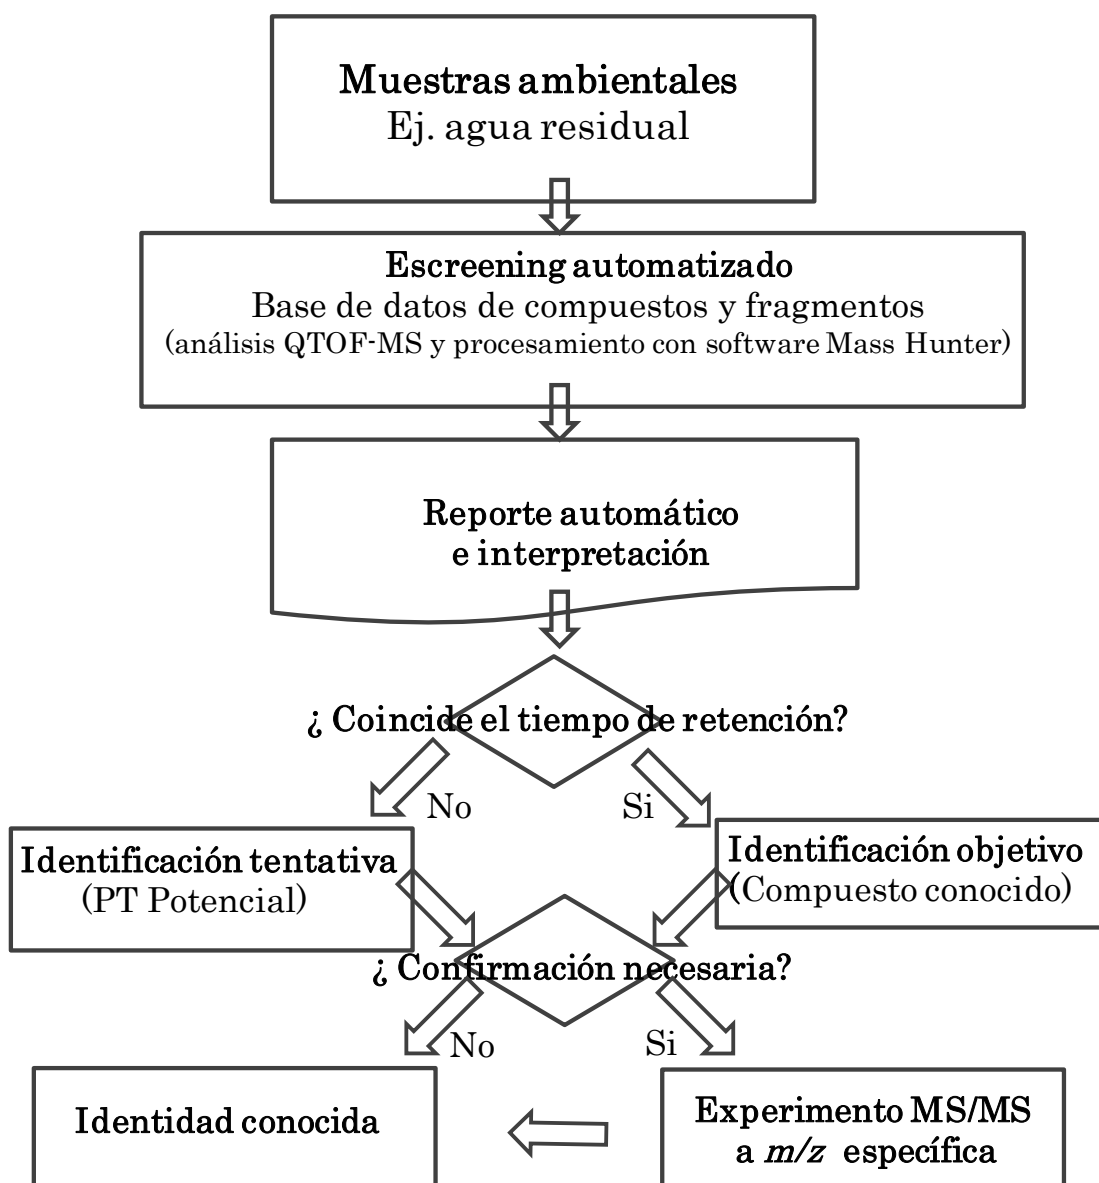 Muestras ambientales
Ej. agua residual
Escreening automatizado
Base de datos de compuestos y fragmentos
(análisis QTOF-MS y procesamiento con software Mass Hunter)
Reporte automático
e interpretación
¿ Coincide el tiempo de retención?
No
Si
Identificación tentativa
(PT Potencial)
Identificación objetivo
(Compuesto conocido)
¿ Confirmación necesaria?
No
Si
Identidad conocida
Experimento MS/MS
a m/z específica